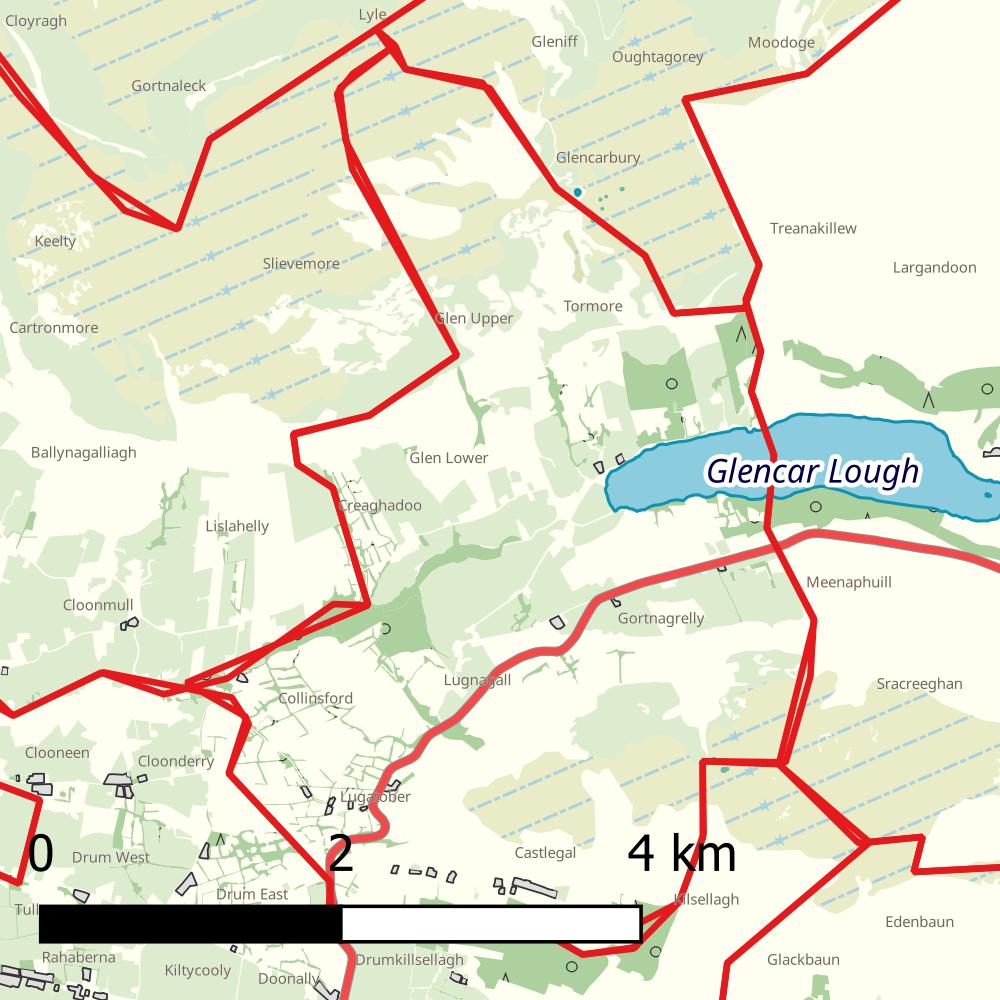 Lyle
Cloyragh
Gleniff
Moodoge
Oughtagorey
Gortnaleck
Glencarbury
Treanakillew
Keelty
Slievemore
Largandoon
Tormore
Glen Upper
Cartronmore
Ballynagalliagh
Glen Lower
Glencar Lough
Creaghadoo
Lislahelly
Meenaphuill
Cloonmull
Gortnagrelly
Lugnagall
Sracreeghan
Collinsford
Clooneen
Cloonderry
Lugatober
0 2 4 km
Castlegal
Drum West
Drum East
Kilsellagh
Tull
Edenbaun
Rahaberna
Drumkillsellagh
Glackbaun
Kiltycooly
Doonally